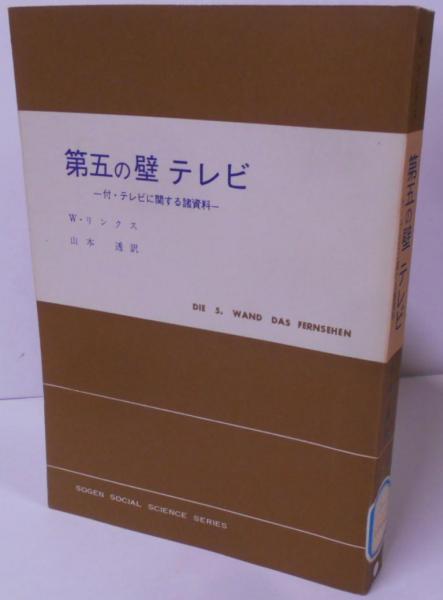 第五の壁 テレビ
―付・テレビに関する諸資料―
W・リンクス
山本 透訳
DIE 5. WAND DAS FERNSEHEN
SOGEN SOCIAL SCIENCE SERIES
第五の壁 テレビ